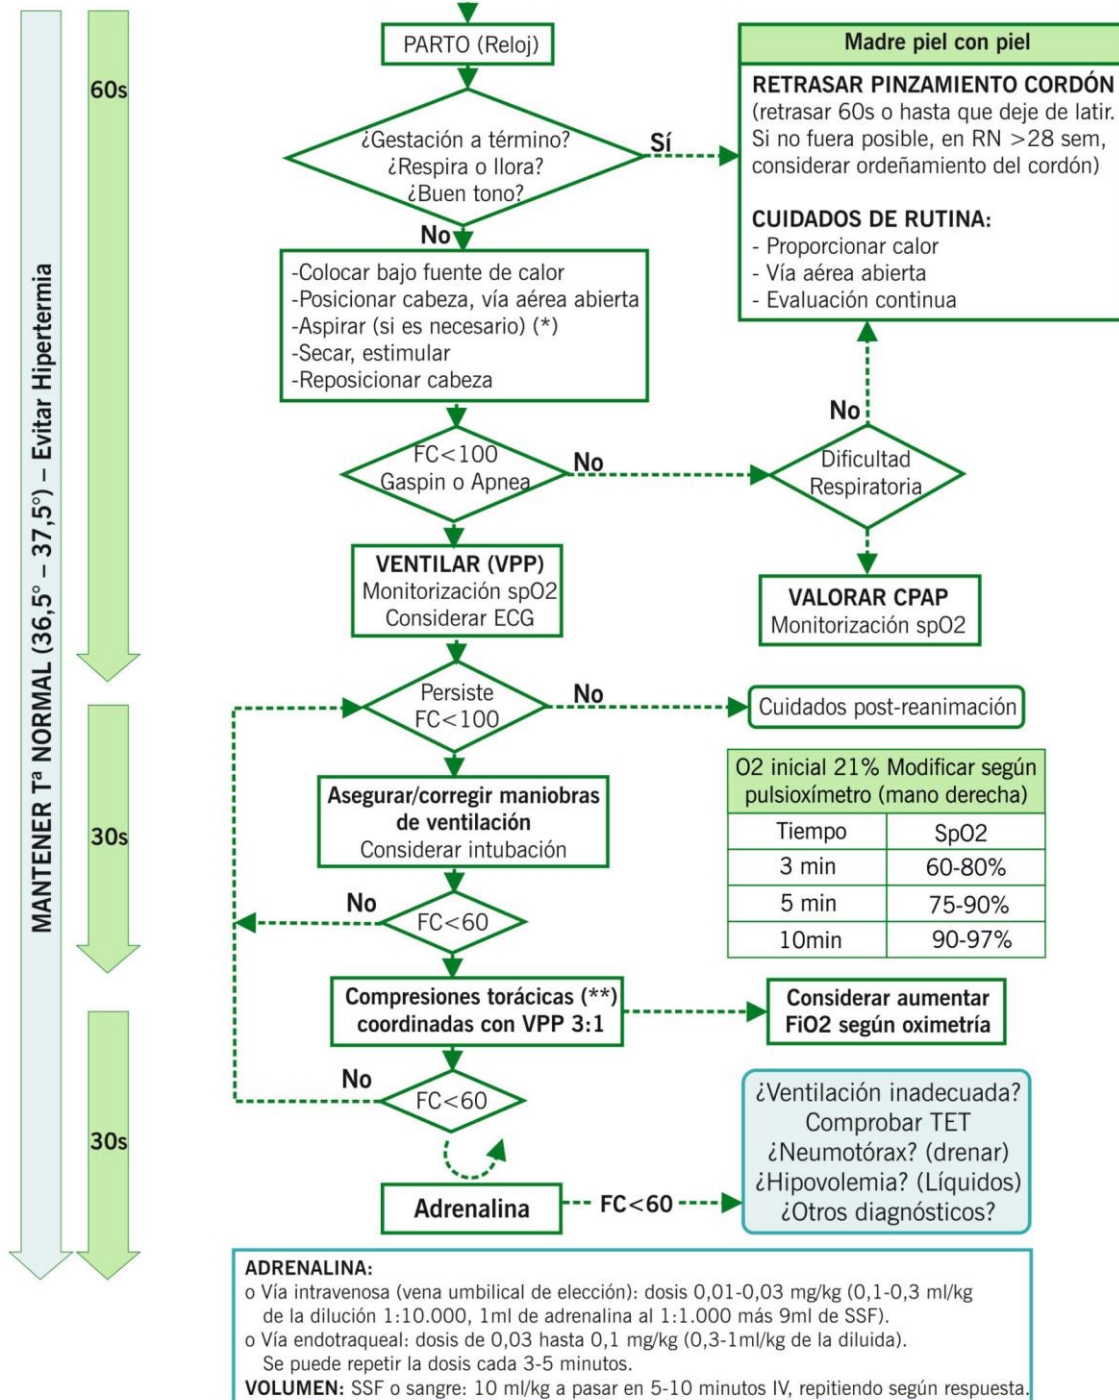 MANTENER Tª NORMAL (36,5° – 37,5°) – Evitar Hipertermia
60s
30s
30s
PARTO (Reloj)
¿Gestación a término?
¿Respira o llora?
¿Buen tono?
Sí
No
Madre piel con piel
RETRASAR PINZAMIENTO CORDÓN
(retrasar 60s o hasta que deje de latir.
Si no fuera posible, en RN >28 sem,
considerar ordeñamiento del cordón)
CUIDADOS DE RUTINA:
- Proporcionar calor
- Vía aérea abierta
- Evaluación continua
-Colocar bajo fuente de calor
-Posicionar cabeza, vía aérea abierta
-Aspirar (si es necesario) (*)
-Secar, estimular
-Reposicionar cabeza
FC<100
Gaspin o Apnea
No
No
Dificultad
Respiratoria
VENTILAR (VPP)
Monitorización spO2
Considerar ECG
VALORAR CPAP
Monitorización spO2
Persiste
FC<100
No
Cuidados post-reanimación
Asegurar/corregir maniobras
de ventilación
Considerar intubación
O2 inicial 21% Modificar según
pulsioxímetro (mano derecha)
Tiempo SpO2
3 min 60-80%
5 min 75-90%
10min 90-97%
No
FC<60
Compresiones torácicas (**)
coordinadas con VPP 3:1
Considerar aumentar
FiO2 según oximetría
No
FC<60
¿Ventilación inadecuada?
Comprobar TET
¿Neumotórax? (drenar)
¿Hipovolemia? (Líquidos)
¿Otros diagnósticos?
Adrenalina
FC<60
ADRENALINA:
o Vía intravenosa (vena umbilical de elección): dosis 0,01-0,03 mg/kg (0,1-0,3 ml/kg
de la dilución 1:10.000, 1ml de adrenalina al 1:1.000 más 9ml de SSF).
o Vía endotraqueal: dosis de 0,03 hasta 0,1 mg/kg (0,3-1ml/kg de la diluida).
Se puede repetir la dosis cada 3-5 minutos.
VOLUMEN: SSF o sangre: 10 ml/kg a pasar en 5-10 minutos IV, repitiendo según respuesta.